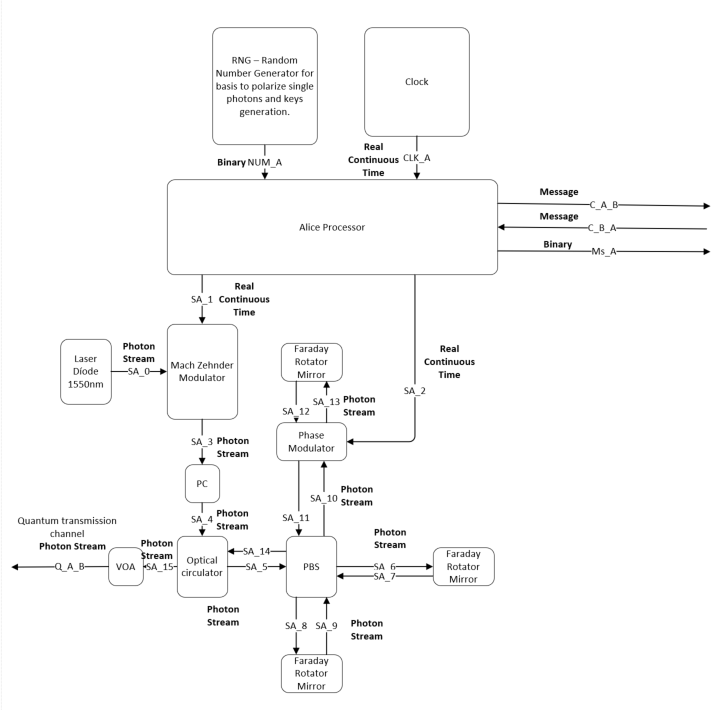 RNG – Random
Number Generator for
basis to polarize single
photons and keys
generation.
Clock
Binary NUM_A
Real
Continuous
Time
CLK_A
Alice Processor
Message
C_A_B
Message
C_B_A
Binary
Ms_A
SA_1
Real
Continuous
Time
Laser
Díode
1550nm
Photon
Stream
SA_0
Mach Zehnder
Modulator
Faraday
Rotator
Mirror
Real
Continuous
Time
SA_2
SA_12
SA_13
Photon
Stream
Phase
Modulator
SA_3
Photon
Stream
PC
SA_10
Photon
Stream
SA_4
Photon
Stream
SA_11
Quantum transmission
channel
Photon Stream
Q_A_B
VOA
Photon
Stream
SA_15
Optical
circulator
SA_14
SA_5
Photon
Stream
PBS
Photon
Stream
SA_6
SA_7
Faraday
Rotator
Mirror
SA_8
SA_9
Photon
Stream
Faraday
Rotator
Mirror